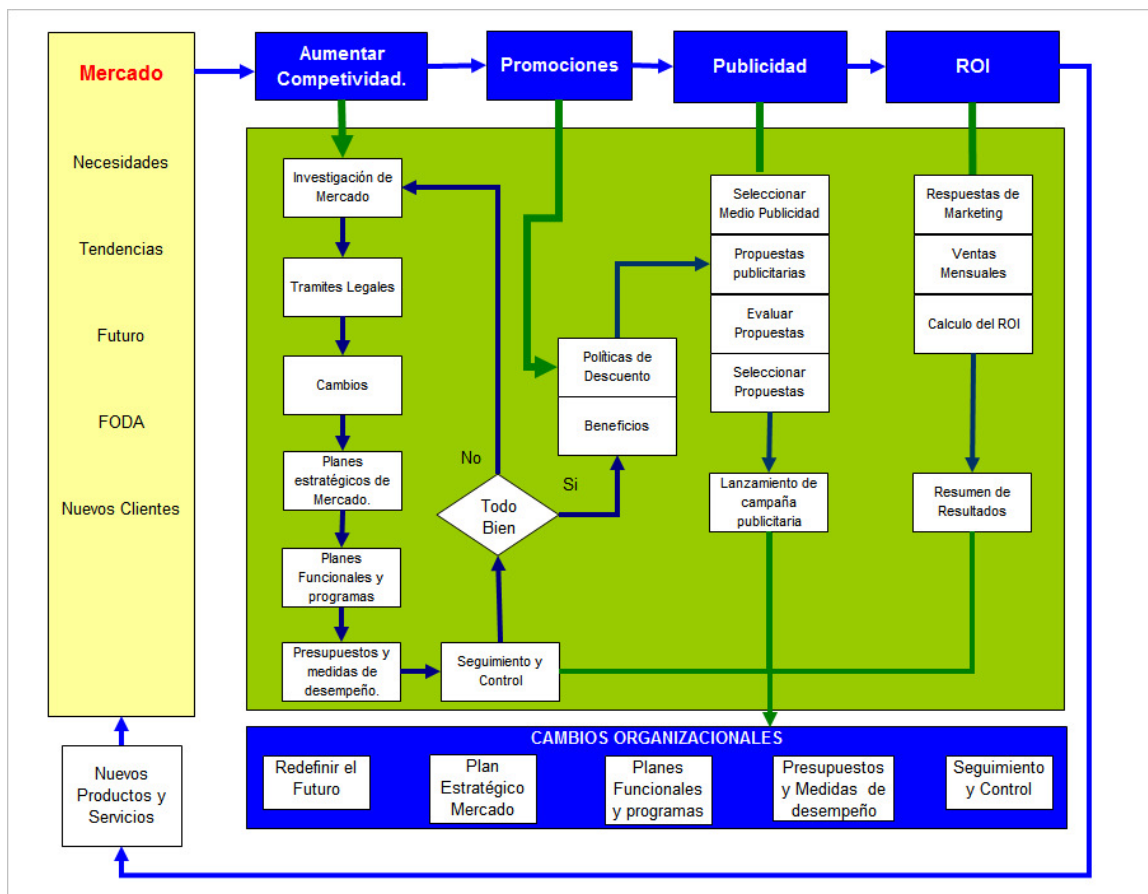 Mercado
Necesidades
Tendencias
Futuro
FODA
Nuevos Clientes
Nuevos
Productos y
Servicios
Aumentar
Competividad.
Promociones
Publicidad
ROI
Investigación de
Mercado
Tramites Legales
Cambios
Planes
estratégicos de
Mercado.
Planes
Funcionales y
programas
Presupuestos y
medidas de
desempeño.
Seguimiento y
Control
Todo
Bien
No
Si
Políticas de
Descuento
Beneficios
Seleccionar
Medio Publicidad
Propuestas
publicitarias
Evaluar
Propuestas
Seleccionar
Propuestas
Lanzamiento de
campaña
publicitaria
Respuestas de
Marketing
Ventas
Mensuales
Calculo del ROI
Resumen de
Resultados
CAMBIOS ORGANIZACIONALES
Redefinir el
Futuro
Plan
Estratégico
Mercado
Planes
Funcionales
y programas
Presupuestos
y Medidas de
desempeño
Seguimiento
y Control